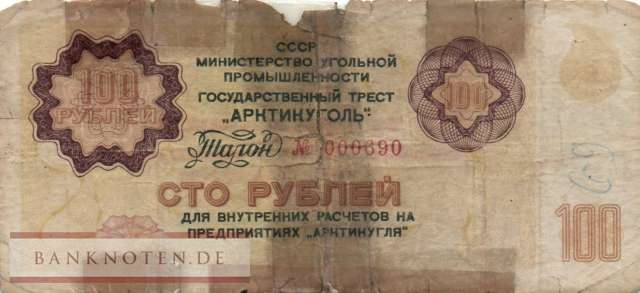 СССР
МИНИСТЕРСТВО УГОЛЬНОЙ
ПРОМЫШЛЕННОСТИ
ГОСУДАРСТВЕННЫЙ ТРЕСТ
„АРКТИКУГОЛЬ"
100
РУБЛЕЙ
100
Талон № 000690
СТО РУБЛЕЙ
ДЛЯ ВНУТРЕННИХ РАСЧЕТОВ НА
ПРЕДПРИЯТИЯХ „АРКТИКУГЛЯ"
100
BANKNOTEN.DE